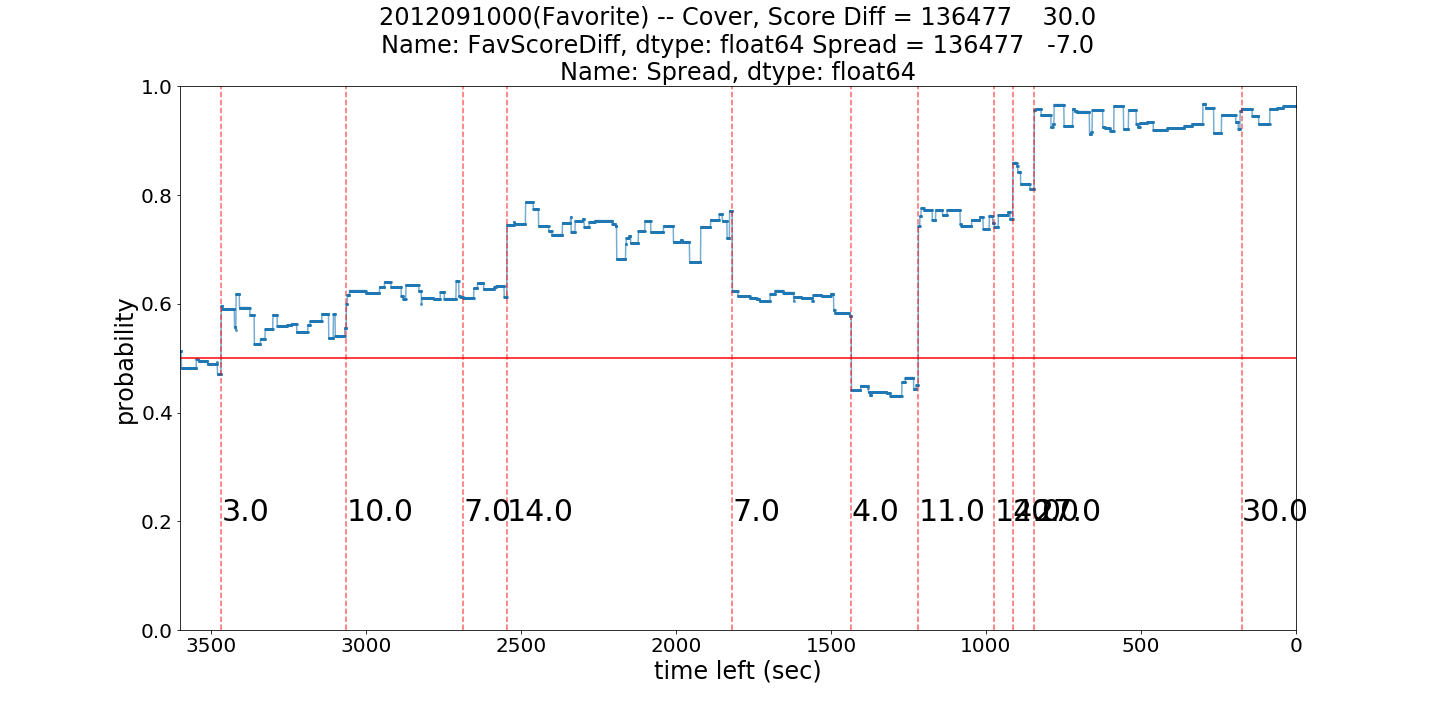 2012091000(Favorite) -- Cover, Score Diff = 136477    30.0
Name: FavScoreDiff, dtype: float64 Spread = 136477   -7.0
Name: Spread, dtype: float64
1.0
0.8
0.6
0.4
0.2
0.0
probability
3.0 10.0 7.0 14.0 7.0 4.0 11.0 30.0
3500 3000 2500 2000 1500 1000 500 0
time left (sec)